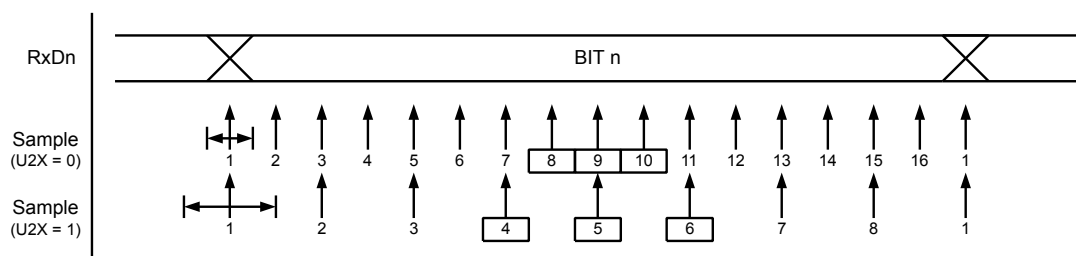 RxDn BIT n
Sample
(U2X = 0)
1 2 3 4 5 6 7 8 9 10 11 12 13 14 15 16 1
Sample
(U2X = 1)
1 2 3 4 5 6 7 8 1